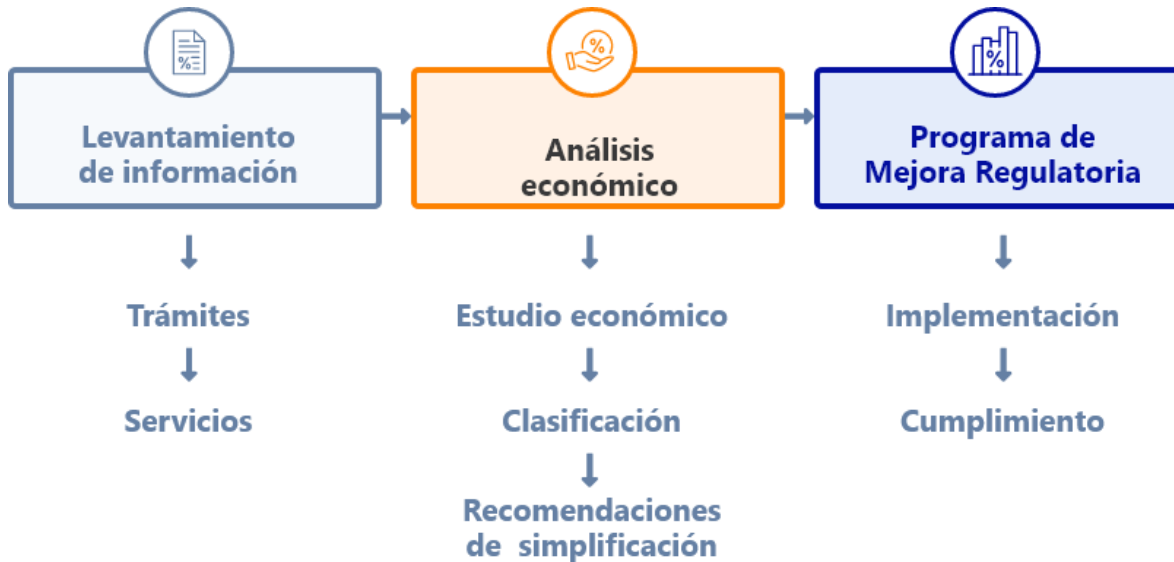 Levantamiento
de información
Trámites
Servicios
%
Análisis
económico
Estudio económico
Clasificación
Recomendaciones
de simplificación
%
Programa de
Mejora Regulatoria
Implementación
Cumplimiento
%